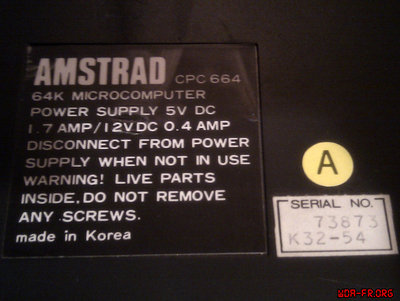 AMSTRAD CPC 664
64K MICROCOMPUTER
POWER SUPPLY 5V DC
1.7 AMP/12VDC 0.4 AMP
DISCONNECT FROM POWER
SUPPLY WHEN NOT IN USE
WARNING! LIVE PARTS
INSIDE, DO NOT REMOVE
ANY SCREWS.
made in Korea
A
SERIAL NO.
73873
K32-54
GDA-FR.ORG